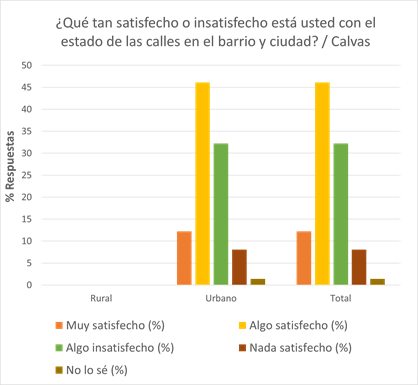 ¿Qué tan satisfecho o insatisfecho está usted con el
estado de las calles en el barrio y ciudad? / Calvas
% Respuestas
50
45
40
35
30
25
20
15
10
5
0
Rural Urbano Total
Muy satisfecho (%) Algo satisfecho (%)
Algo insatisfecho (%) Nada satisfecho (%)
No lo sé (%)